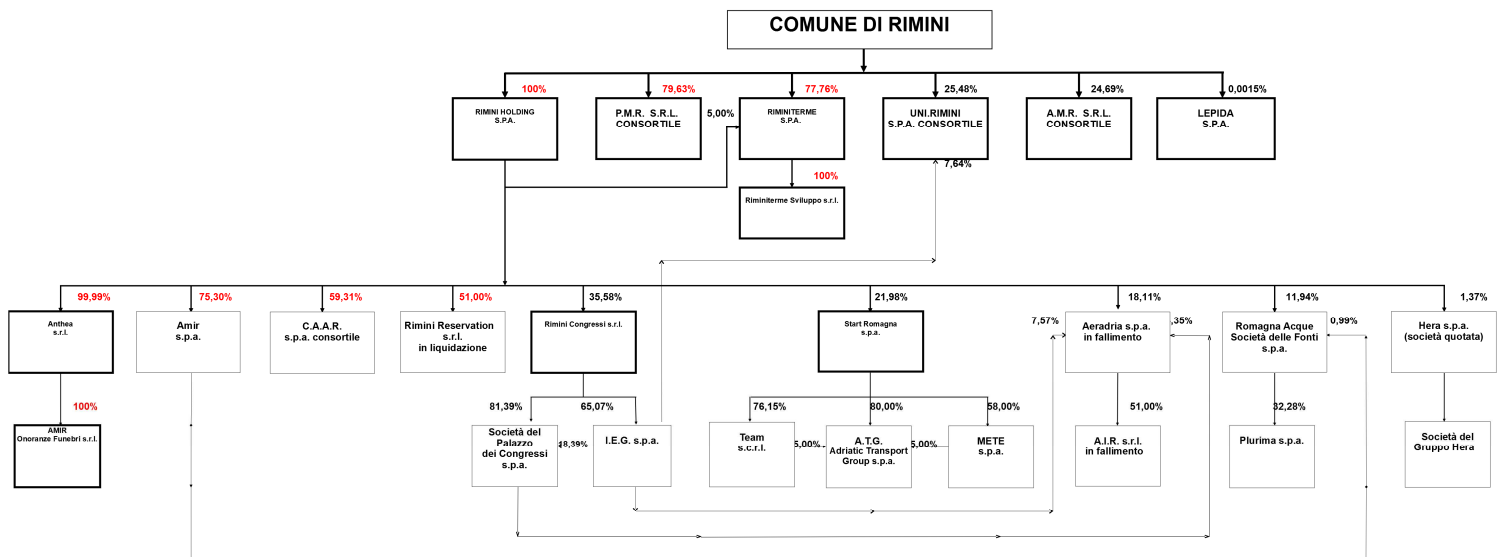 COMUNE DI RIMINI
100%
79,63%
77,76%
25,48%
24,69%
0,0015%
RIMINI HOLDING
S.P.A.
P.M.R. S.R.L.
CONSORTILE
5,00%
RIMINITERME
S.P.A.
UNI.RIMINI
S.P.A. CONSORTILE
A.M.R. S.R.L.
CONSORTILE
LEPIDA
S.P.A.
7,64%
100%
Riminiterme Sviluppo s.r.l.
99,99%
75,30%
59,31%
51,00%
35,58%
21,98%
18,11%
11,94%
1,37%
Anthea
s.r.l.
Amir
s.p.a.
C.A.A.R.
s.p.a. consortile
Rimini Reservation
s.r.l.
in liquidazione
Rimini Congressi s.r.l.
Start Romagna
s.p.a.
7,57%
Aeradria s.p.a.
in fallimento
,35%
Romagna Acque
Società delle Fonti
s.p.a.
0,99%
Hera s.p.a.
(società quotata)
100%
81,39%
65,07%
76,15%
80,00%
58,00%
51,00%
32,28%
AMIR
Onoranze Funebri s.r.l.
Società del
Palazzo
dei Congressi
s.p.a.
8,39%
I.E.G. s.p.a.
Team
s.c.r.l.
5,00%
A.T.G.
Adriatic Transport
Group s.p.a.
5,00%
METE
s.p.a.
A.I.R. s.r.l.
in fallimento
Plurima s.p.a.
Società del
Gruppo Hera